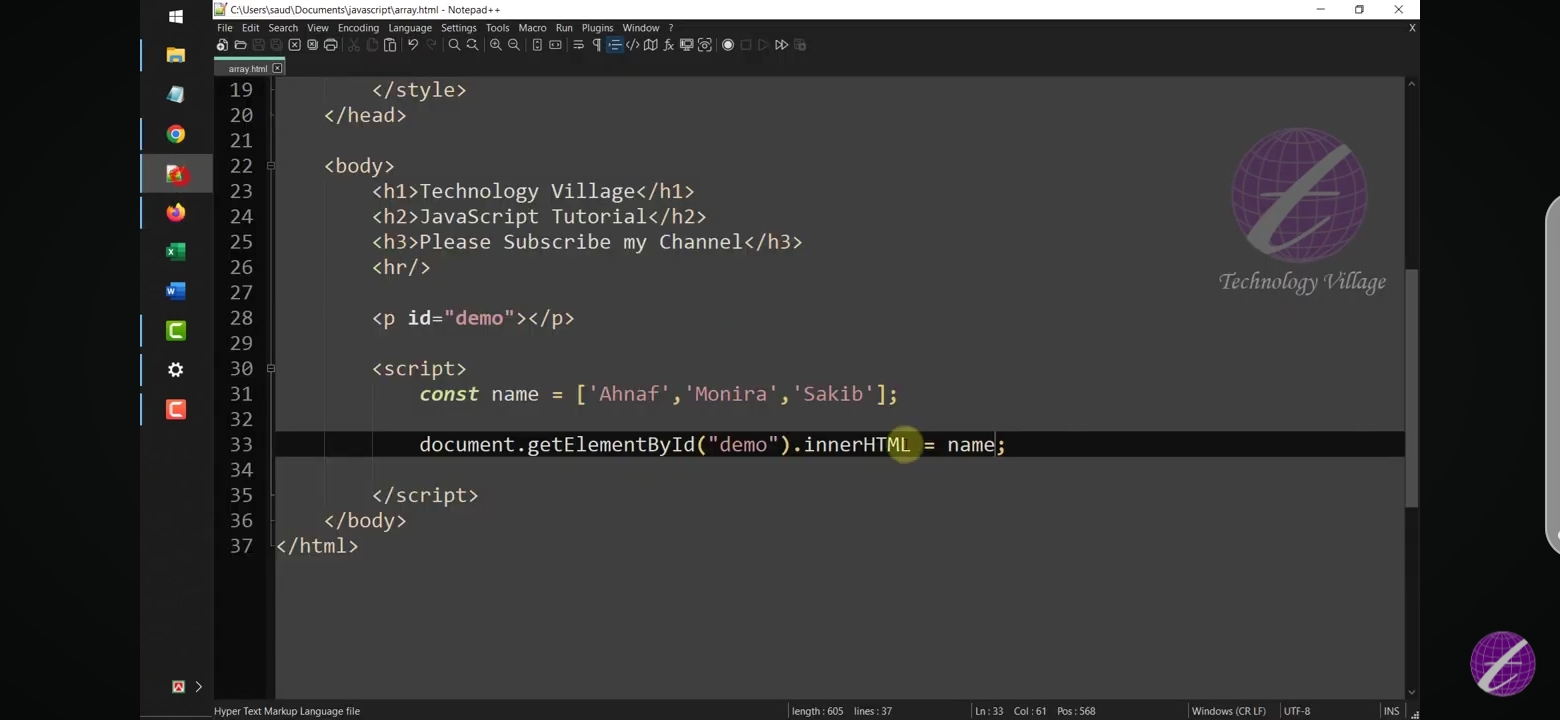 C:\Users\saud\Documents\javascript\array.html - Notepad++
File Edit Search View Encoding Language Settings Tools Macro Run Plugins Window ? X
array.html
19 </style>
20 </head>
21
22 <body>
23 <h1>Technology Village</h1>
24 <h2>JavaScript Tutorial</h2>
25 <h3>Please Subscribe my Channel</h3>
26 <hr/>
27
28 <p id="demo"></p>
29
30 <script>
31 const name = ['Ahnaf','Monira','Sakib'];
32
33 document.getElementById("demo").innerHTML = name;
34
35 </script>
36 </body>
37 </html>
Technology Village
Hyper Text Markup Language file length : 605 lines : 37 Ln : 33 Col : 61 Pos : 568 Windows (CR LF) UTF-8 INS